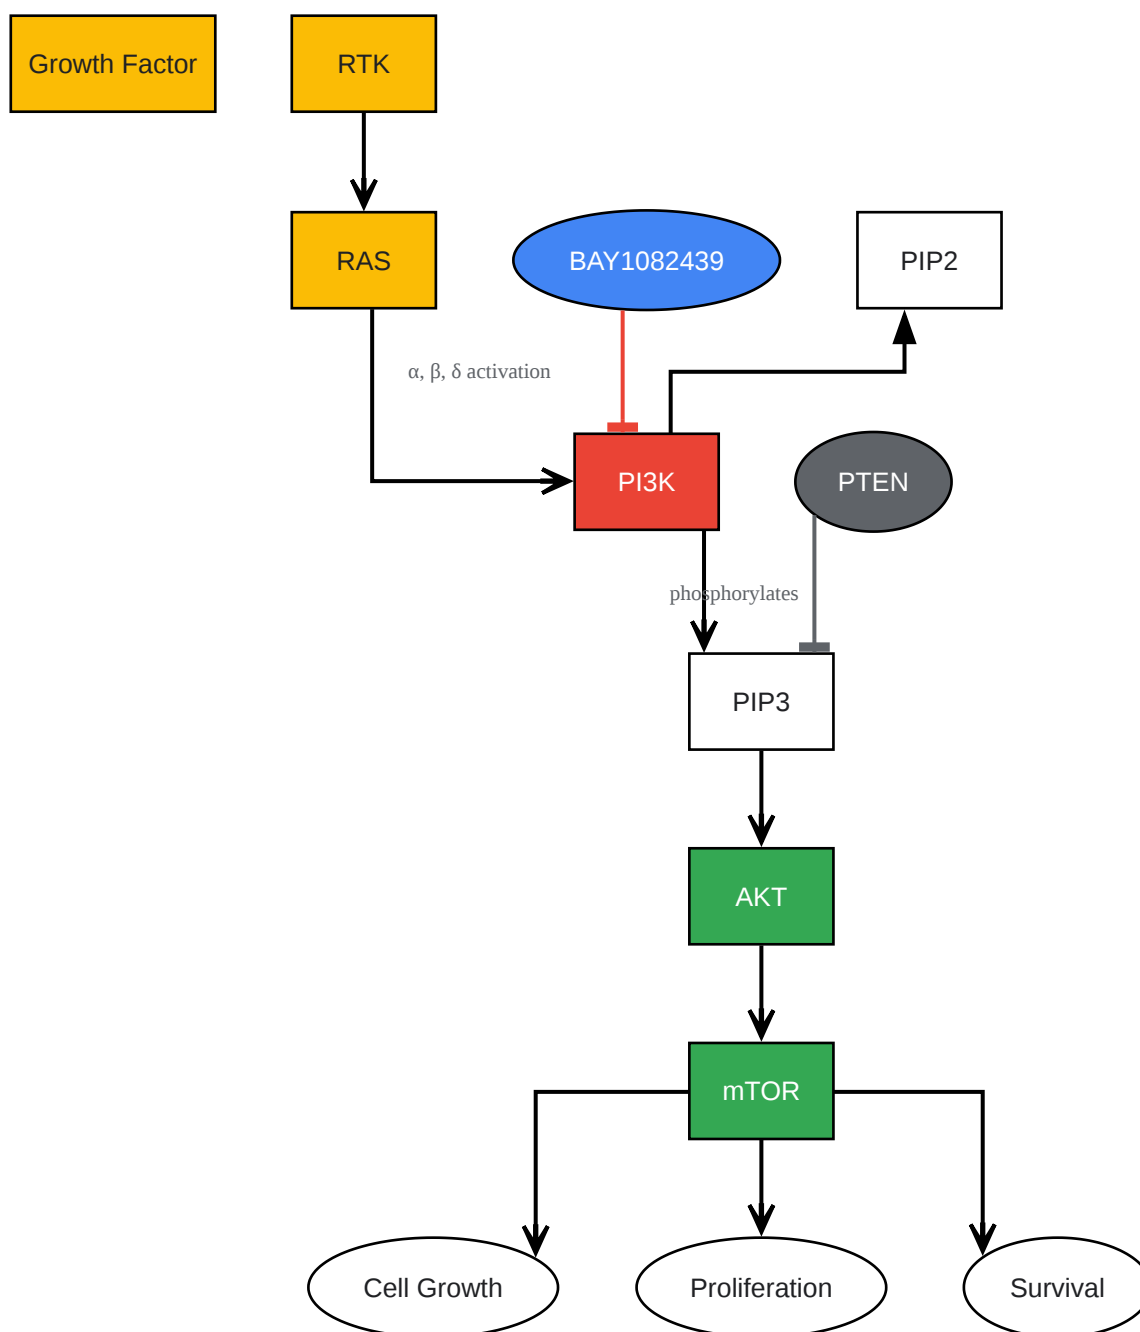 Growth Factor
RTK
RAS
BAY1082439
PIP2
α, β, δ activation
PI3K
PTEN
phosphorylates
PIP3
AKT
mTOR
Cell Growth
Proliferation
Survival